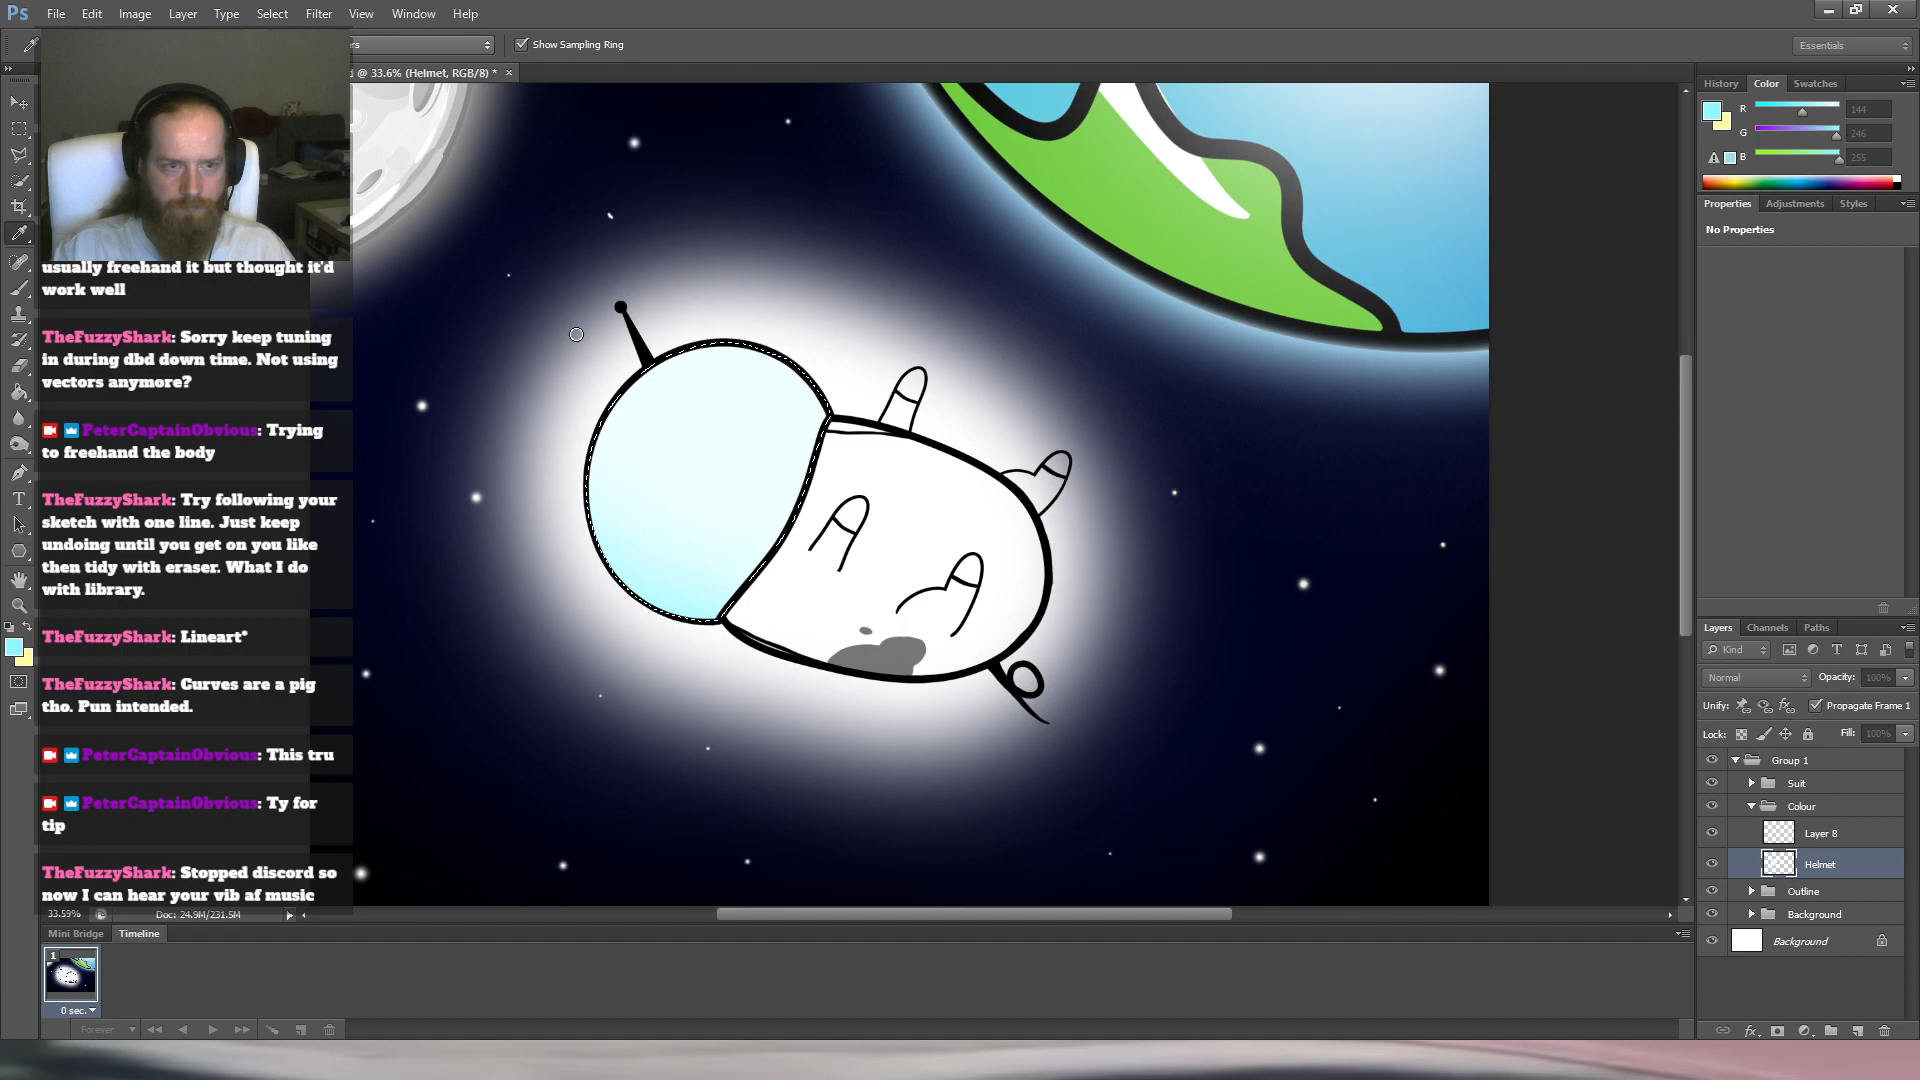 Ps File Edit Image Layer Type Select Filter View Window Help
Show Sampling Ring
Essentials
@ 33.6% (Helmet, RGB/8) *
History Color Swatches
R 144
G 246
B 255
Properties Adjustments Styles
No Properties
usually freehand it but thought it'd
work well
TheFuzzyShark: Sorry keep tuning
in during dbd down time. Not using
vectors anymore?
PeterCaptainObvious: Trying
to freehand the body
TheFuzzyShark: Try following your
sketch with one line. Just keep
undoing until you get on you like
then tidy with eraser. What I do
with library.
TheFuzzyShark: Lineart*
TheFuzzyShark: Curves are a pig
tho. Pun intended.
PeterCaptainObvious: This tru
PeterCaptainObvious: Ty for
tip
TheFuzzyShark: Stopped discord so
now I can hear your vib af music
Layers Channels Paths
Kind
Normal Opacity: 100%
Unify: Propagate Frame 1
Lock: Fill: 100%
Group 1
Suit
Colour
Layer 8
Helmet
Outline
Background
Background
33.59% Doc: 24.9M/231.5M
Mini Bridge Timeline
1
0 sec.
Forever